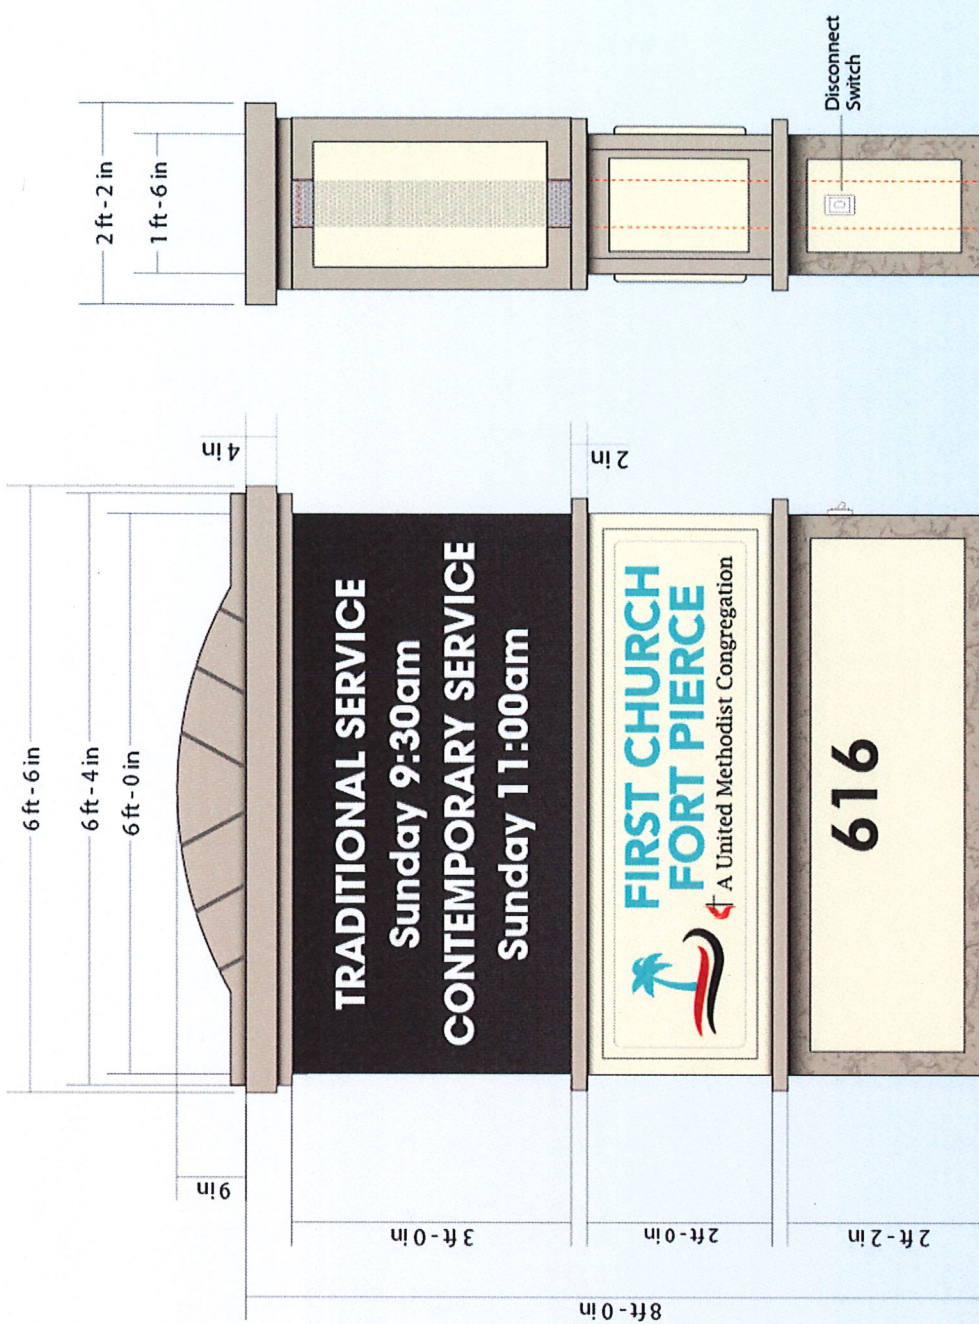 6 ft - 6 in
6 ft - 4 in
6 ft - 0 in
9 in
4 in
TRADITIONAL SERVICE
Sunday 9:30am
CONTEMPORARY SERVICE
Sunday 11:00am
3 ft - 0 in
2 in
FIRST CHURCH
FORT PIERCE
A United Methodist Congregation
2 ft - 0 in
616
2 ft - 2 in
8 ft - 0 in
2 ft - 2 in
1 ft - 6 in
Disconnect
Switch